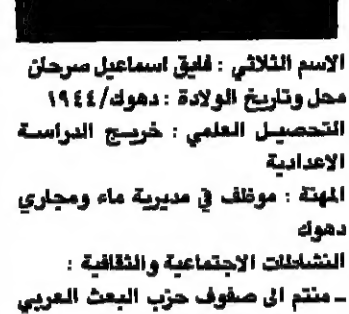 الاسم الثلاثي : فليق اسماعيل سرحان
محل وتاريخ الولادة : دهوك/١٩٤٤
التحصيل العلمي : خريج الدراسة
الاعدادية
المهنة : موظف في مديرية ماء ومجاري
دهوك
النشاطات الاجتماعية والثقافية :
ـ منتم الى صفوف حزب البعث العربي